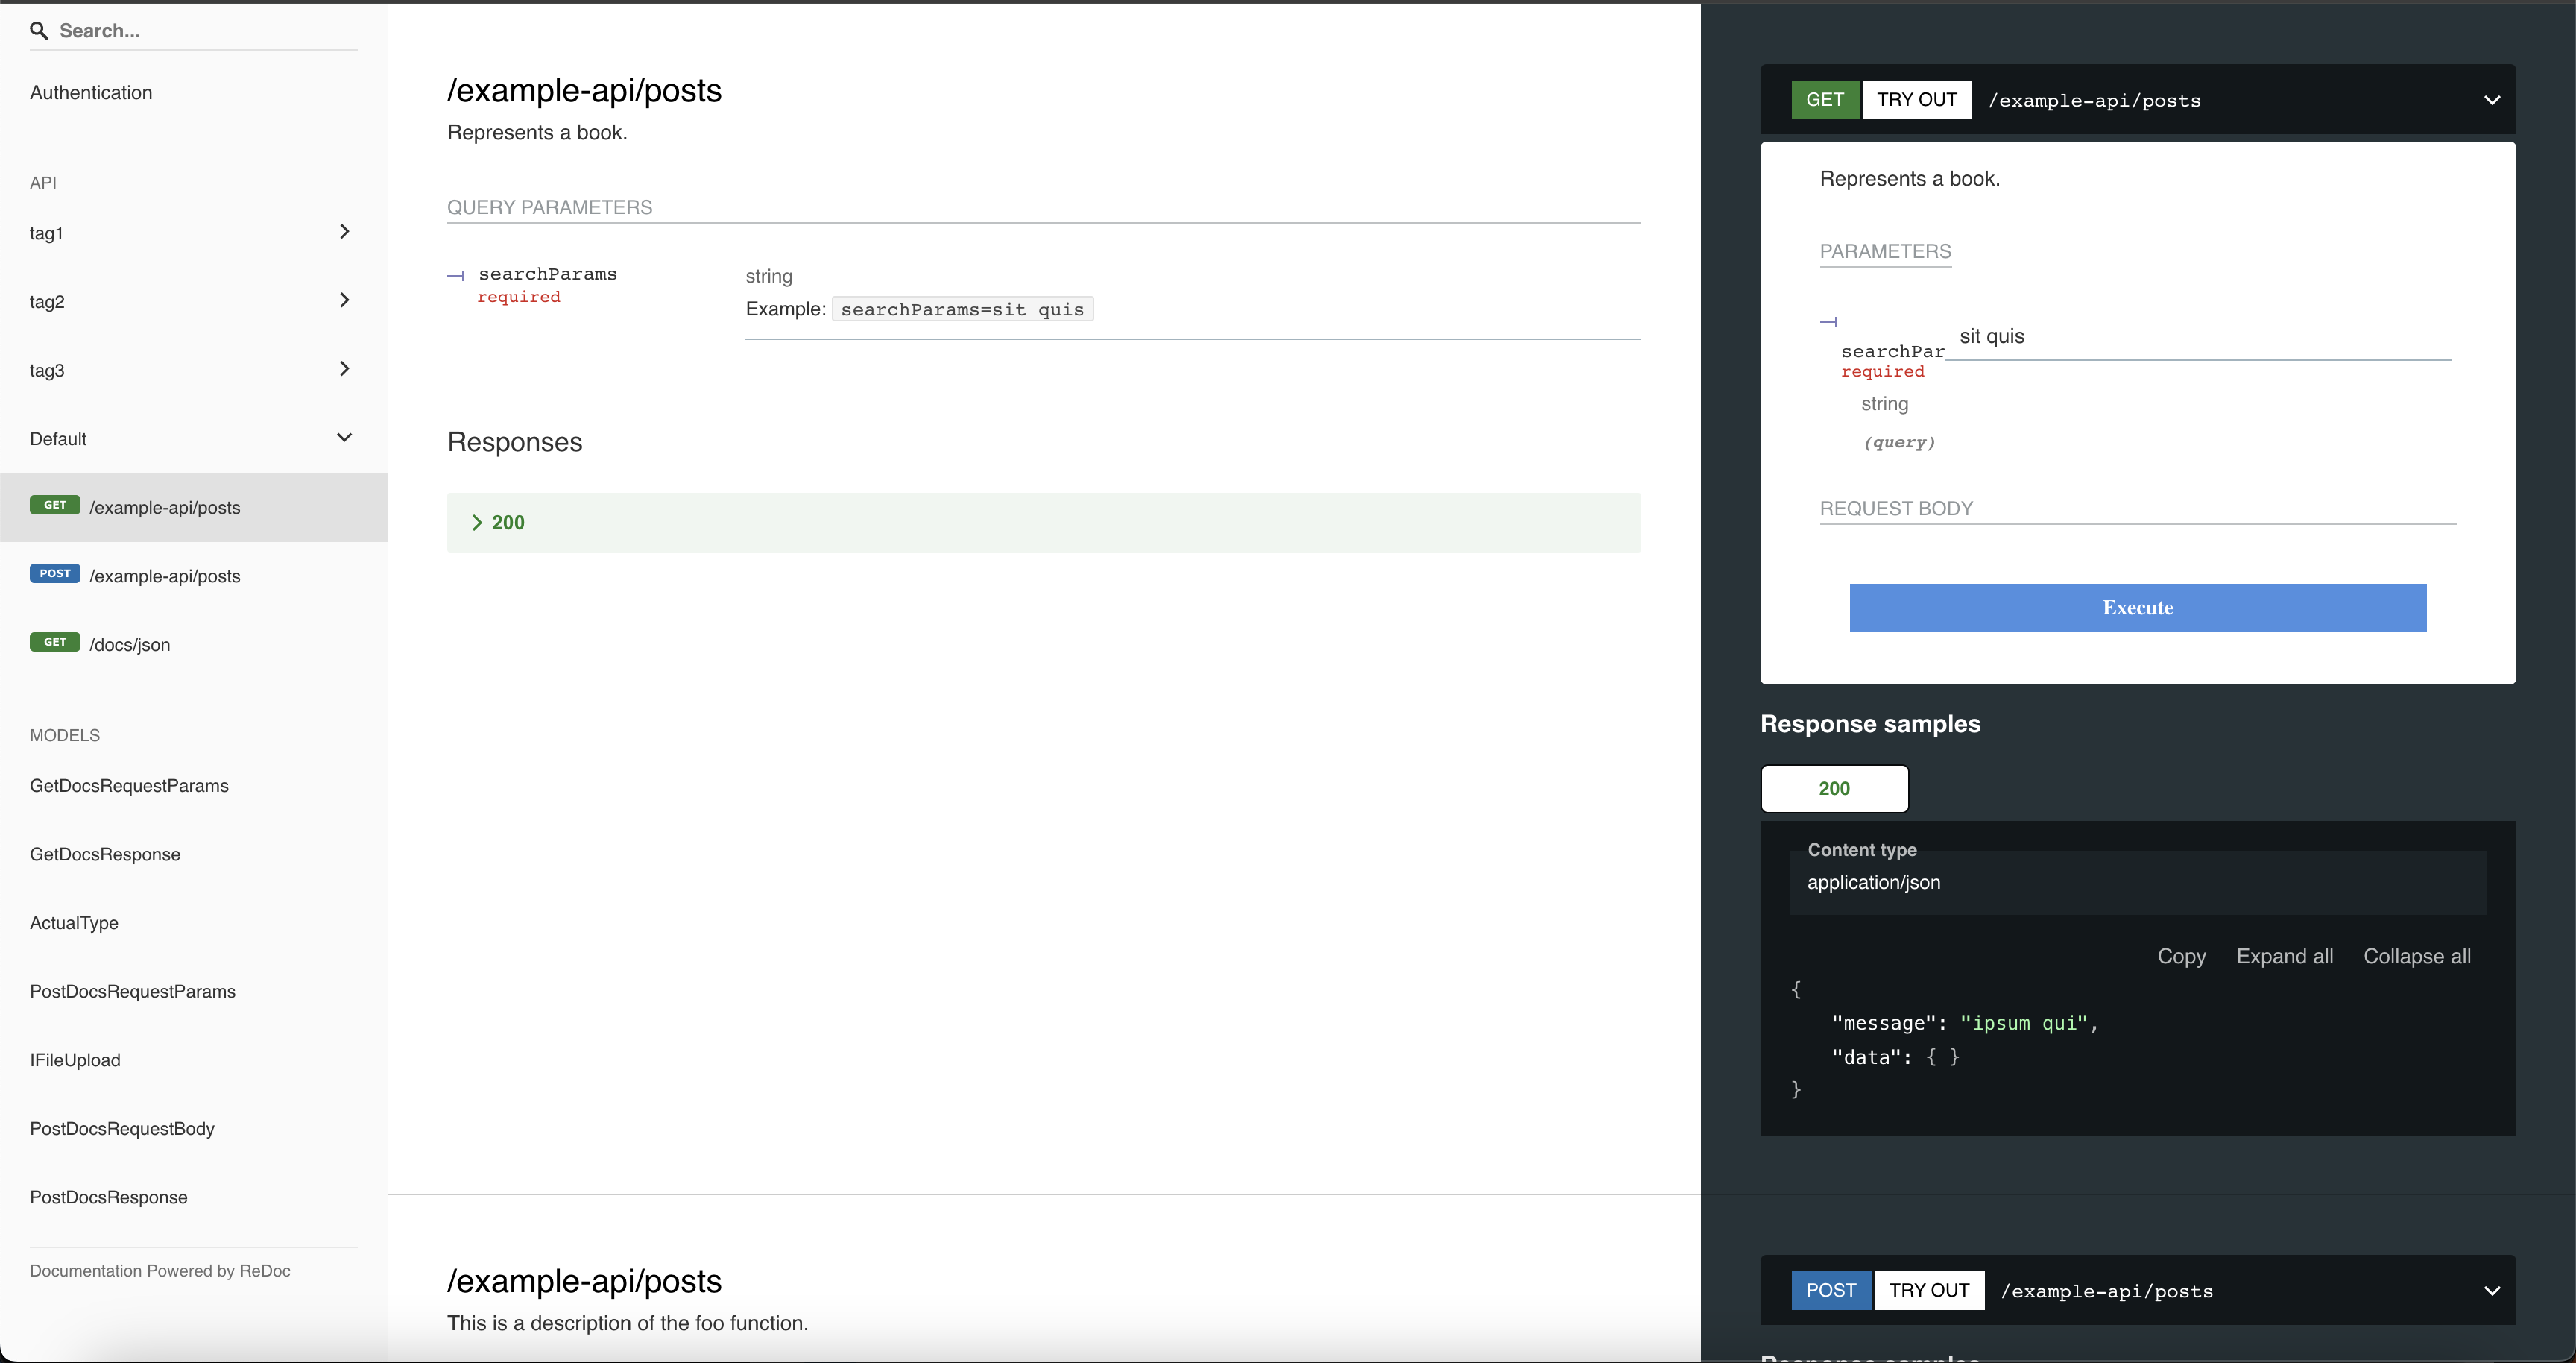 Search...
Authentication
API
tag1
tag2
tag3
Default
GET /example-api/posts
POST /example-api/posts
GET /docs/json
MODELS
GetDocsRequestParams
GetDocsResponse
ActualType
PostDocsRequestParams
IFileUpload
PostDocsRequestBody
PostDocsResponse
Documentation Powered by ReDoc
/example-api/posts
Represents a book.
QUERY PARAMETERS
searchParams
required
string
Example: searchParams=sit quis
Responses
200
/example-api/posts
This is a description of the foo function.
GET TRY OUT /example-api/posts
Represents a book.
PARAMETERS
searchPar
required
sit quis
string
(query)
REQUEST BODY
Execute
Response samples
200
Content type
application/json
Copy Expand all Collapse all
{
"message": "ipsum qui",
"data": { }
}
POST TRY OUT /example-api/posts
Response samples